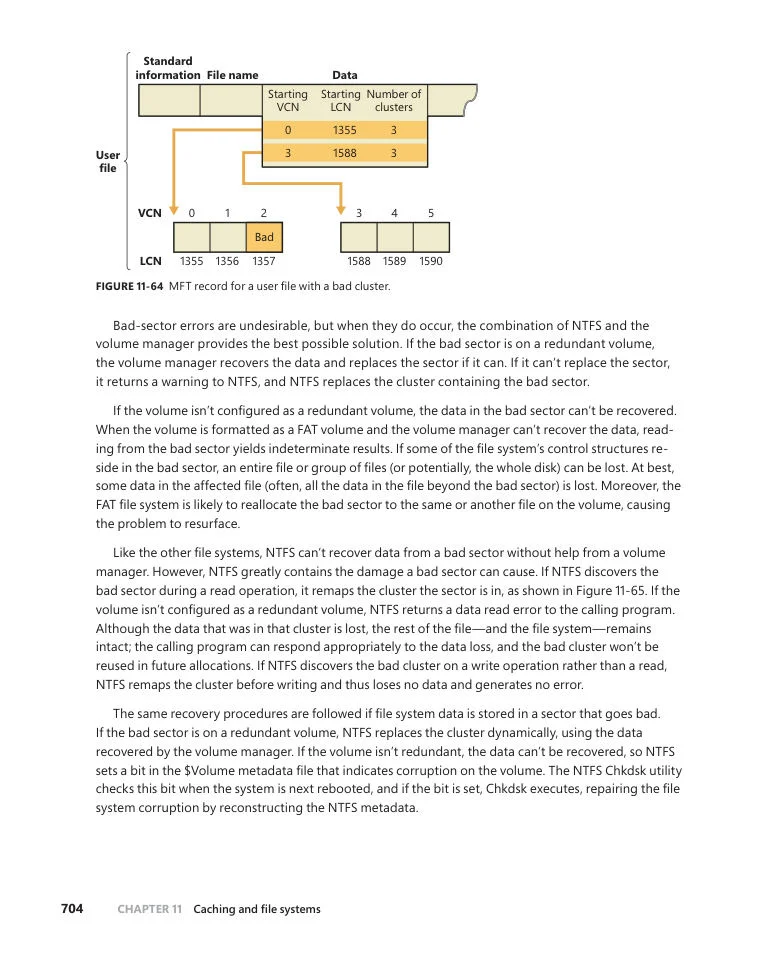 Standard
information File name Data
Starting Starting Number of
VCN LCN clusters
0 1355 3
3 1588 3
User
file
VCN 0 1 2 3 4 5
Bad
LCN 1355 1356 1357 1588 1589 1590
FIGURE 11-64 MFT record for a user file with a bad cluster.
Bad-sector errors are undesirable, but when they do occur, the combination of NTFS and the
volume manager provides the best possible solution. If the bad sector is on a redundant volume,
the volume manager recovers the data and replaces the sector if it can. If it can't replace the sector,
it returns a warning to NTFS, and NTFS replaces the cluster containing the bad sector.
If the volume isn't configured as a redundant volume, the data in the bad sector can't be recovered.
When the volume is formatted as a FAT volume and the volume manager can't recover the data, read-
ing from the bad sector yields indeterminate results. If some of the file system's control structures re-
side in the bad sector, an entire file or group of files (or potentially, the whole disk) can be lost. At best,
some data in the affected file (often, all the data in the file beyond the bad sector) is lost. Moreover, the
FAT file system is likely to reallocate the bad sector to the same or another file on the volume, causing
the problem to resurface.
Like the other file systems, NTFS can't recover data from a bad sector without help from a volume
manager. However, NTFS greatly contains the damage a bad sector can cause. If NTFS discovers the
bad sector during a read operation, it remaps the cluster the sector is in, as shown in Figure 11-65. If the
volume isn't configured as a redundant volume, NTFS returns a data read error to the calling program.
Although the data that was in that cluster is lost, the rest of the file—and the file system—remains
intact; the calling program can respond appropriately to the data loss, and the bad cluster won't be
reused in future allocations. If NTFS discovers the bad cluster on a write operation rather than a read,
NTFS remaps the cluster before writing and thus loses no data and generates no error.
The same recovery procedures are followed if file system data is stored in a sector that goes bad.
If the bad sector is on a redundant volume, NTFS replaces the cluster dynamically, using the data
recovered by the volume manager. If the volume isn't redundant, the data can't be recovered, so NTFS
sets a bit in the $Volume metadata file that indicates corruption on the volume. The NTFS Chkdsk utility
checks this bit when the system is next rebooted, and if the bit is set, Chkdsk executes, repairing the file
system corruption by reconstructing the NTFS metadata.
704 CHAPTER 11 Caching and file systems